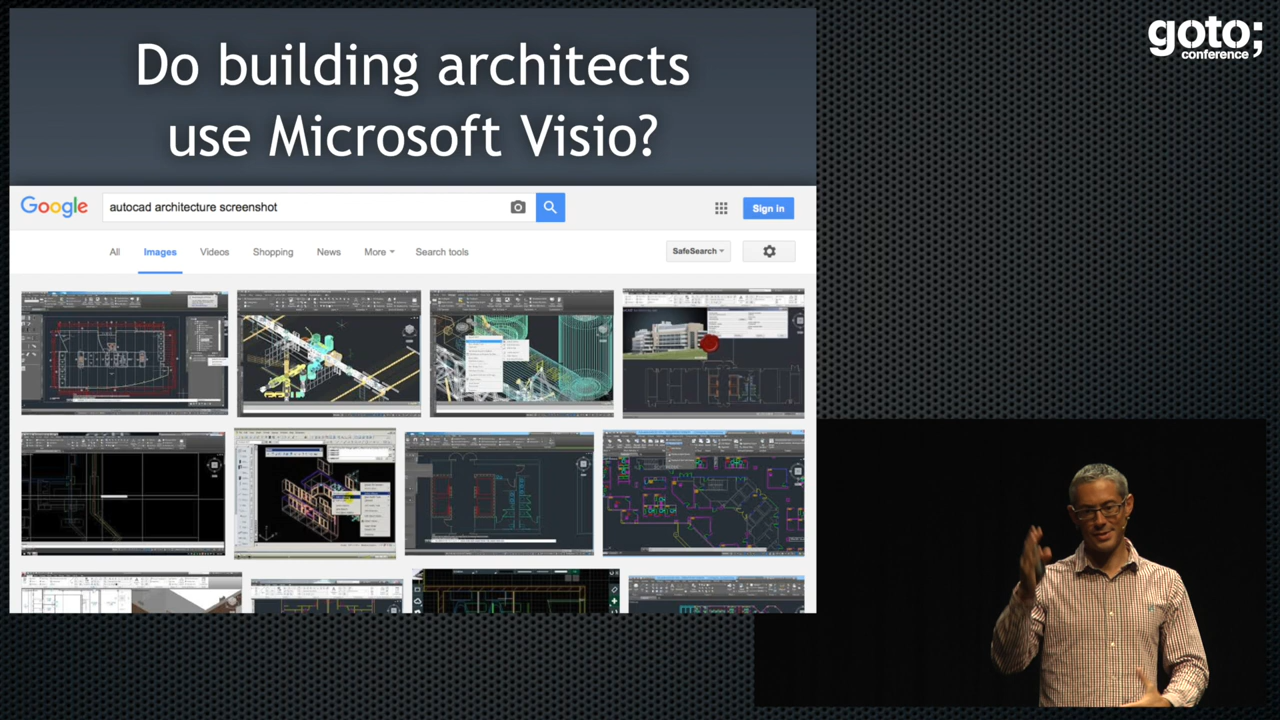 Do building architects
use Microsoft Visio?
goto;
conference
Google
autocad architecture screenshot
Sign in
All Images Videos Shopping News More Search tools
SafeSearch